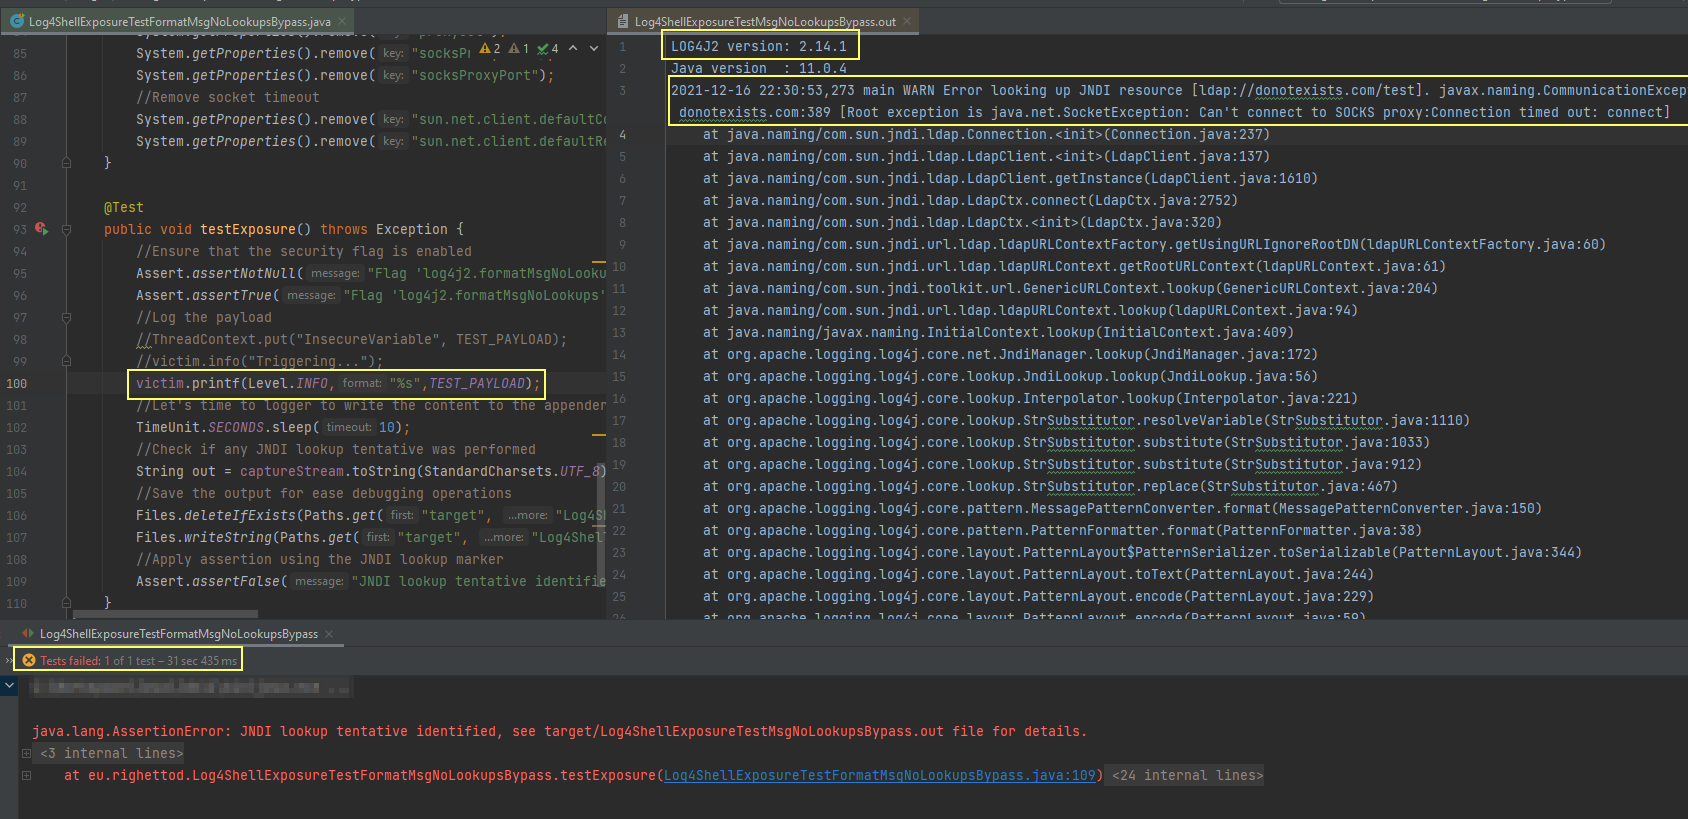 Log4ShellExposureTestFormatMsgNoLookupsBypass.java
85 System.getProperties().remove( key: "socksPr 2 1 4
86 System.getProperties().remove( key: "socksProxyPort");
87 //Remove socket timeout
88 System.getProperties().remove( key: "sun.net.client.defaultCo
89 System.getProperties().remove( key: "sun.net.client.defaultRe
90 }
91
92 @Test
93 public void testExposure() throws Exception {
94 //Ensure that the security flag is enabled
95 Assert.assertNotNull( message: "Flag 'log4j2.formatMsgNoLooku
96 Assert.assertTrue( message: "Flag 'log4j2.formatMsgNoLookups'
97 //Log the payload
98 //ThreadContext.put("InsecureVariable", TEST_PAYLOAD);
99 //victim.info("Triggering...");
100 victim.printf(Level.INFO, format: "%s",TEST_PAYLOAD);
101 //Let's time to logger to write the content to the appender
102 TimeUnit.SECONDS.sleep( timeout: 10);
103 //Check if any JNDI lookup tentative was performed
104 String out = captureStream.toString(StandardCharsets.UTF_8)
105 //Save the output for ease debugging operations
106 Files.deleteIfExists(Paths.get( first: "target", ...more: "Log4Sh
107 Files.writeString(Paths.get( first: "target", ...more: "Log4Shel
108 //Apply assertion using the JNDI lookup marker
109 Assert.assertFalse( message: "JNDI lookup tentative identifie
110 }
Log4ShellExposureTestMsgNoLookupsBypass.out
1 LOG4J2 version: 2.14.1
2 Java version : 11.0.4
3 2021-12-16 22:30:53,273 main WARN Error looking up JNDI resource [ldap://donotexists.com/test]. javax.naming.CommunicationExcep
donotexists.com:389 [Root exception is java.net.SocketException: Can't connect to SOCKS proxy:Connection timed out: connect]
4 at java.naming/com.sun.jndi.ldap.Connection.<init>(Connection.java:237)
5 at java.naming/com.sun.jndi.ldap.LdapClient.<init>(LdapClient.java:137)
6 at java.naming/com.sun.jndi.ldap.LdapClient.getInstance(LdapClient.java:1610)
7 at java.naming/com.sun.jndi.ldap.LdapCtx.connect(LdapCtx.java:2752)
8 at java.naming/com.sun.jndi.ldap.LdapCtx.<init>(LdapCtx.java:320)
9 at java.naming/com.sun.jndi.url.ldap.ldapURLContextFactory.getUsingURLIgnoreRootDN(ldapURLContextFactory.java:60)
10 at java.naming/com.sun.jndi.url.ldap.ldapURLContext.getRootURLContext(ldapURLContext.java:61)
11 at java.naming/com.sun.jndi.toolkit.url.GenericURLContext.lookup(GenericURLContext.java:204)
12 at java.naming/com.sun.jndi.url.ldap.ldapURLContext.lookup(ldapURLContext.java:94)
13 at java.naming/javax.naming.InitialContext.lookup(InitialContext.java:409)
14 at org.apache.logging.log4j.core.net.JndiManager.lookup(JndiManager.java:172)
15 at org.apache.logging.log4j.core.lookup.JndiLookup.lookup(JndiLookup.java:56)
16 at org.apache.logging.log4j.core.lookup.Interpolator.lookup(Interpolator.java:221)
17 at org.apache.logging.log4j.core.lookup.StrSubstitutor.resolveVariable(StrSubstitutor.java:1110)
18 at org.apache.logging.log4j.core.lookup.StrSubstitutor.substitute(StrSubstitutor.java:1033)
19 at org.apache.logging.log4j.core.lookup.StrSubstitutor.substitute(StrSubstitutor.java:912)
20 at org.apache.logging.log4j.core.lookup.StrSubstitutor.replace(StrSubstitutor.java:467)
21 at org.apache.logging.log4j.core.pattern.MessagePatternConverter.format(MessagePatternConverter.java:150)
22 at org.apache.logging.log4j.core.pattern.PatternFormatter.format(PatternFormatter.java:38)
23 at org.apache.logging.log4j.core.layout.PatternLayout$PatternSerializer.toSerializable(PatternLayout.java:344)
24 at org.apache.logging.log4j.core.layout.PatternLayout.toText(PatternLayout.java:244)
25 at org.apache.logging.log4j.core.layout.PatternLayout.encode(PatternLayout.java:229)
26 at org.apache.logging.log4j.core.layout.PatternLayout.encode(PatternLayout.java:59)
Log4ShellExposureTestFormatMsgNoLookupsBypass
Tests failed: 1 of 1 test – 31 sec 435 ms
java.lang.AssertionError: JNDI lookup tentative identified, see target/Log4ShellExposureTestMsgNoLookupsBypass.out file for details.
<3 internal lines>
at eu.righettod.Log4ShellExposureTestFormatMsgNoLookupsBypass.testExposure(Log4ShellExposureTestFormatMsgNoLookupsBypass.java:109) <24 internal lines>